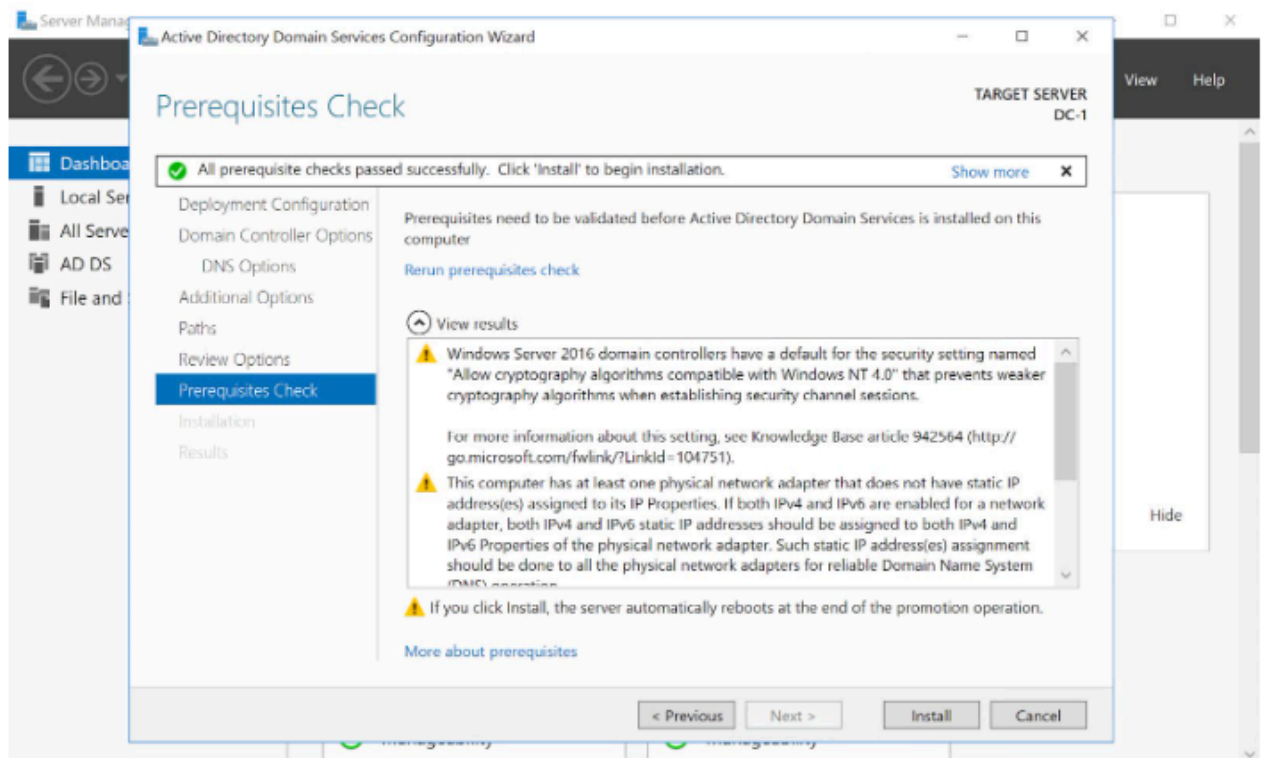 Server Manag
Active Directory Domain Services Configuration Wizard
View Help
Prerequisites Check
TARGET SERVER
DC-1
All prerequisite checks passed successfully. Click 'Install' to begin installation.
Show more
Dashboa
Local Ser
All Serve
AD DS
File and
Deployment Configuration
Domain Controller Options
DNS Options
Additional Options
Paths
Review Options
Prerequisites Check
Installation
Results
Prerequisites need to be validated before Active Directory Domain Services is installed on this
computer
Rerun prerequisites check
View results
Windows Server 2016 domain controllers have a default for the security setting named
"Allow cryptography algorithms compatible with Windows NT 4.0" that prevents weaker
cryptography algorithms when establishing security channel sessions.
For more information about this setting, see Knowledge Base article 942564 (http://
go.microsoft.com/fwlink/?LinkId=104751).
This computer has at least one physical network adapter that does not have static IP
address(es) assigned to its IP Properties. If both IPv4 and IPv6 are enabled for a network
adapter, both IPv4 and IPv6 static IP addresses should be assigned to both IPv4 and
IPv6 Properties of the physical network adapter. Such static IP address(es) assignment
should be done to all the physical network adapters for reliable Domain Name System
(DNS) operation
If you click Install, the server automatically reboots at the end of the promotion operation.
More about prerequisites
Hide
< Previous
Next >
Install
Cancel
manageability
manageability